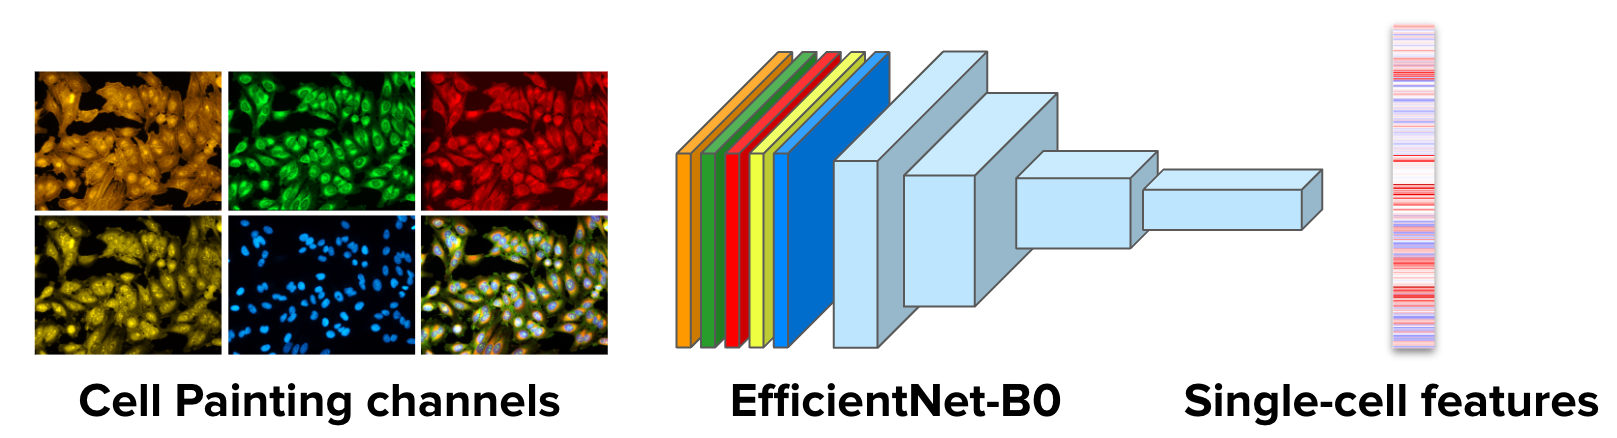 Cell Painting channels
EfficientNet-B0
Single-cell features